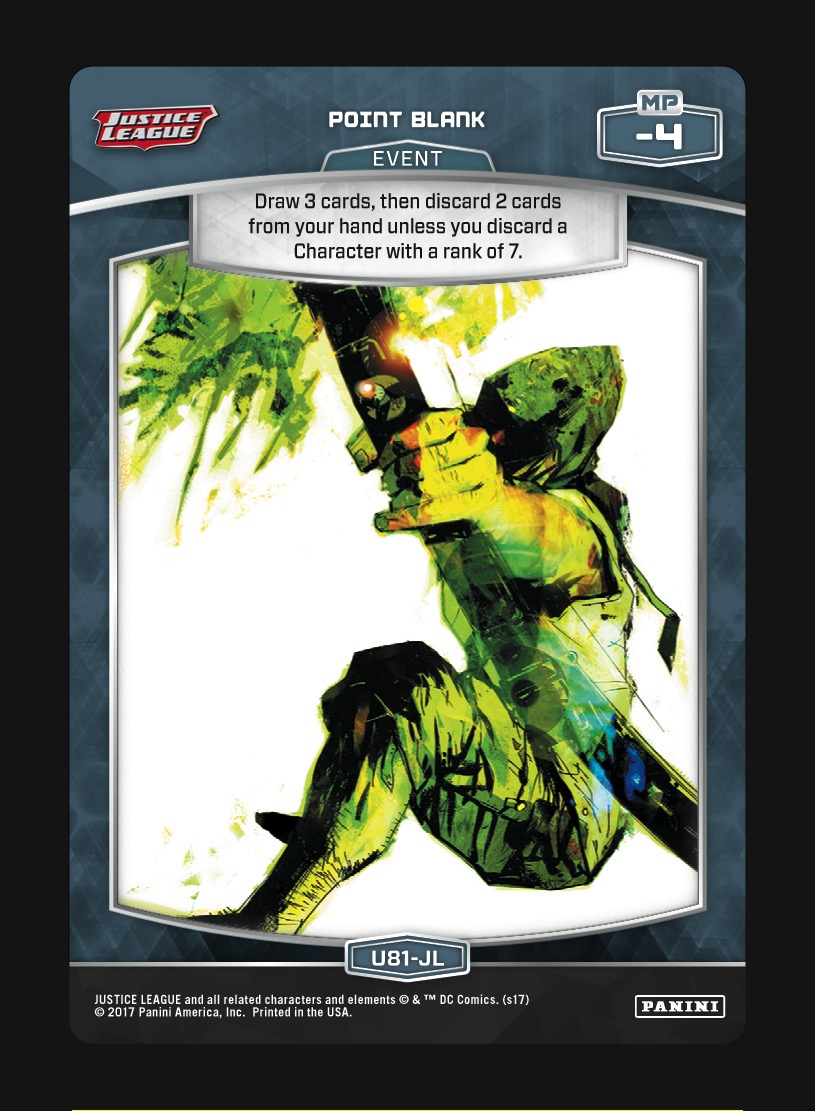 JUSTICE
LEAGUE
POINT BLANK
MP
-4
EVENT
Draw 3 cards, then discard 2 cards
from your hand unless you discard a
Character with a rank of 7.
U81-JL
JUSTICE LEAGUE and all related characters and elements © & ™ DC Comics. (s17)
© 2017 Panini America, Inc. Printed in the USA.
PANINI